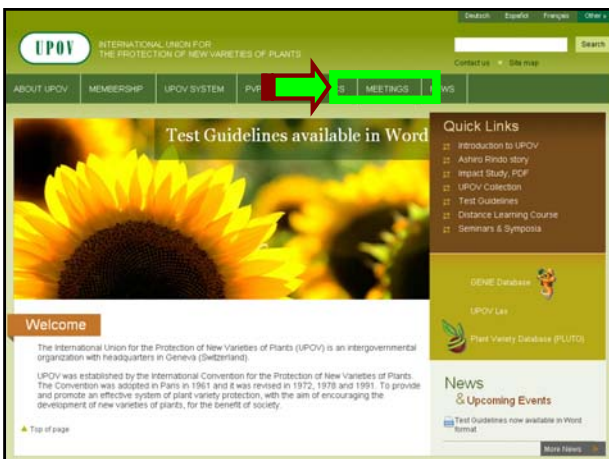 Deutsch Español Français Other
UPOV
INTERNATIONAL UNION FOR
THE PROTECTION OF NEW VARIETIES OF PLANTS
Search
Contact us Site map
ABOUT UPOV MEMBERSHIP UPOV SYSTEM MEETINGS
Test Guidelines available in Word
Quick Links
Introduction to UPOV
Ashiro Rindo story
Impact Study, PDF
UPOV Collection
Test Guidelines
Distance Learning Course
Seminars & Symposia
GENIE Database
UPOV Lex
Plant Variety Database (PLUTO)
Welcome
The International Union for the Protection of New Varieties of Plants (UPOV) is an intergovernmental
organization with headquarters in Geneva (Switzerland).
UPOV was established by the International Convention for the Protection of New Varieties of Plants.
The Convention was adopted in Paris in 1961 and it was revised in 1972, 1978 and 1991. To provide
and promote an effective system of plant variety protection, with the aim of encouraging the
development of new varieties of plants, for the benefit of society.
Top of page
News
& Upcoming Events
Test Guidelines now available in Word
format
More News